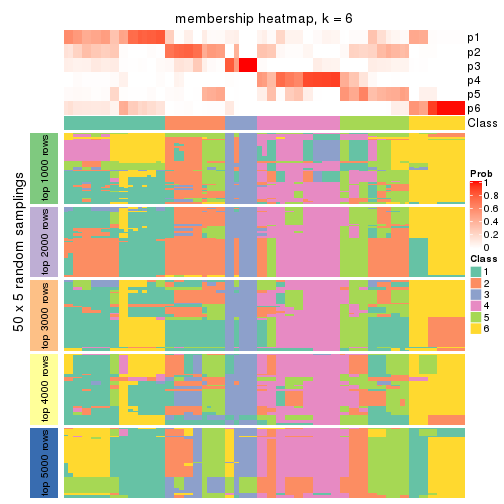 membership heatmap, k = 6
p1
p2
p3
p4
p5
p6
Class
50 x 5 random samplings
top 1000 rows
top 2000 rows
top 3000 rows
top 4000 rows
top 5000 rows
Prob
1
0.8
0.6
0.4
0.2
0
Class
1
2
3
4
5
6